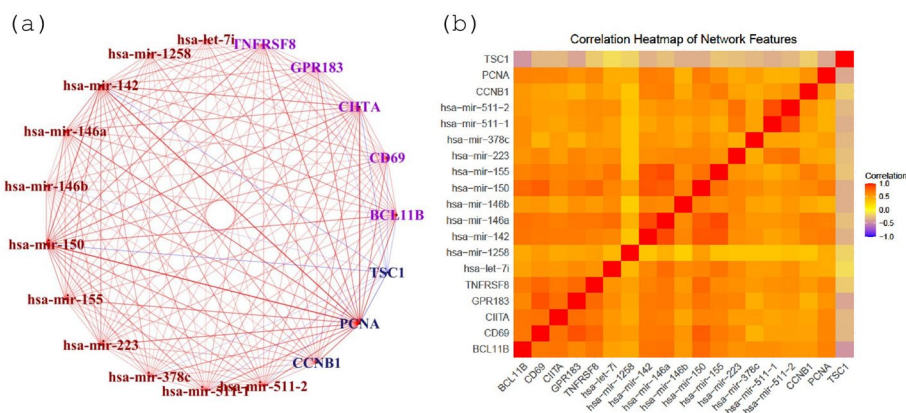 (a)
hsa-let-7i
TNFRSF8
hsa-mir-1258
GPR183
hsa-mir-142
CIITA
hsa-mir-146a
CD69
hsa-mir-146b
BCL11B
hsa-mir-150
TSC1
hsa-mir-155
PCNA
hsa-mir-223
CCNB1
hsa-mir-378c
hsa-mir-511-1
hsa-mir-511-2
(b)
Correlation Heatmap of Network Features
TSC1
PCNA
CCNB1
hsa-mir-511-2
hsa-mir-511-1
hsa-mir-378c
hsa-mir-223
hsa-mir-155
hsa-mir-150
hsa-mir-146b
hsa-mir-146a
hsa-mir-142
hsa-mir-1258
hsa-let-7i
TNFRSF8
GPR183
CIITA
CD69
BCL11B
BCL11B
CD69
CIITA
GPR183
TNFRSF8
hsa-let-7i
hsa-mir-1258
hsa-mir-142
hsa-mir-146a
hsa-mir-146b
hsa-mir-150
hsa-mir-155
hsa-mir-223
hsa-mir-378c
hsa-mir-511-1
hsa-mir-511-2
CCNB1
PCNA
TSC1
Correlation
1.0
0.5
0.0
-0.5
-1.0